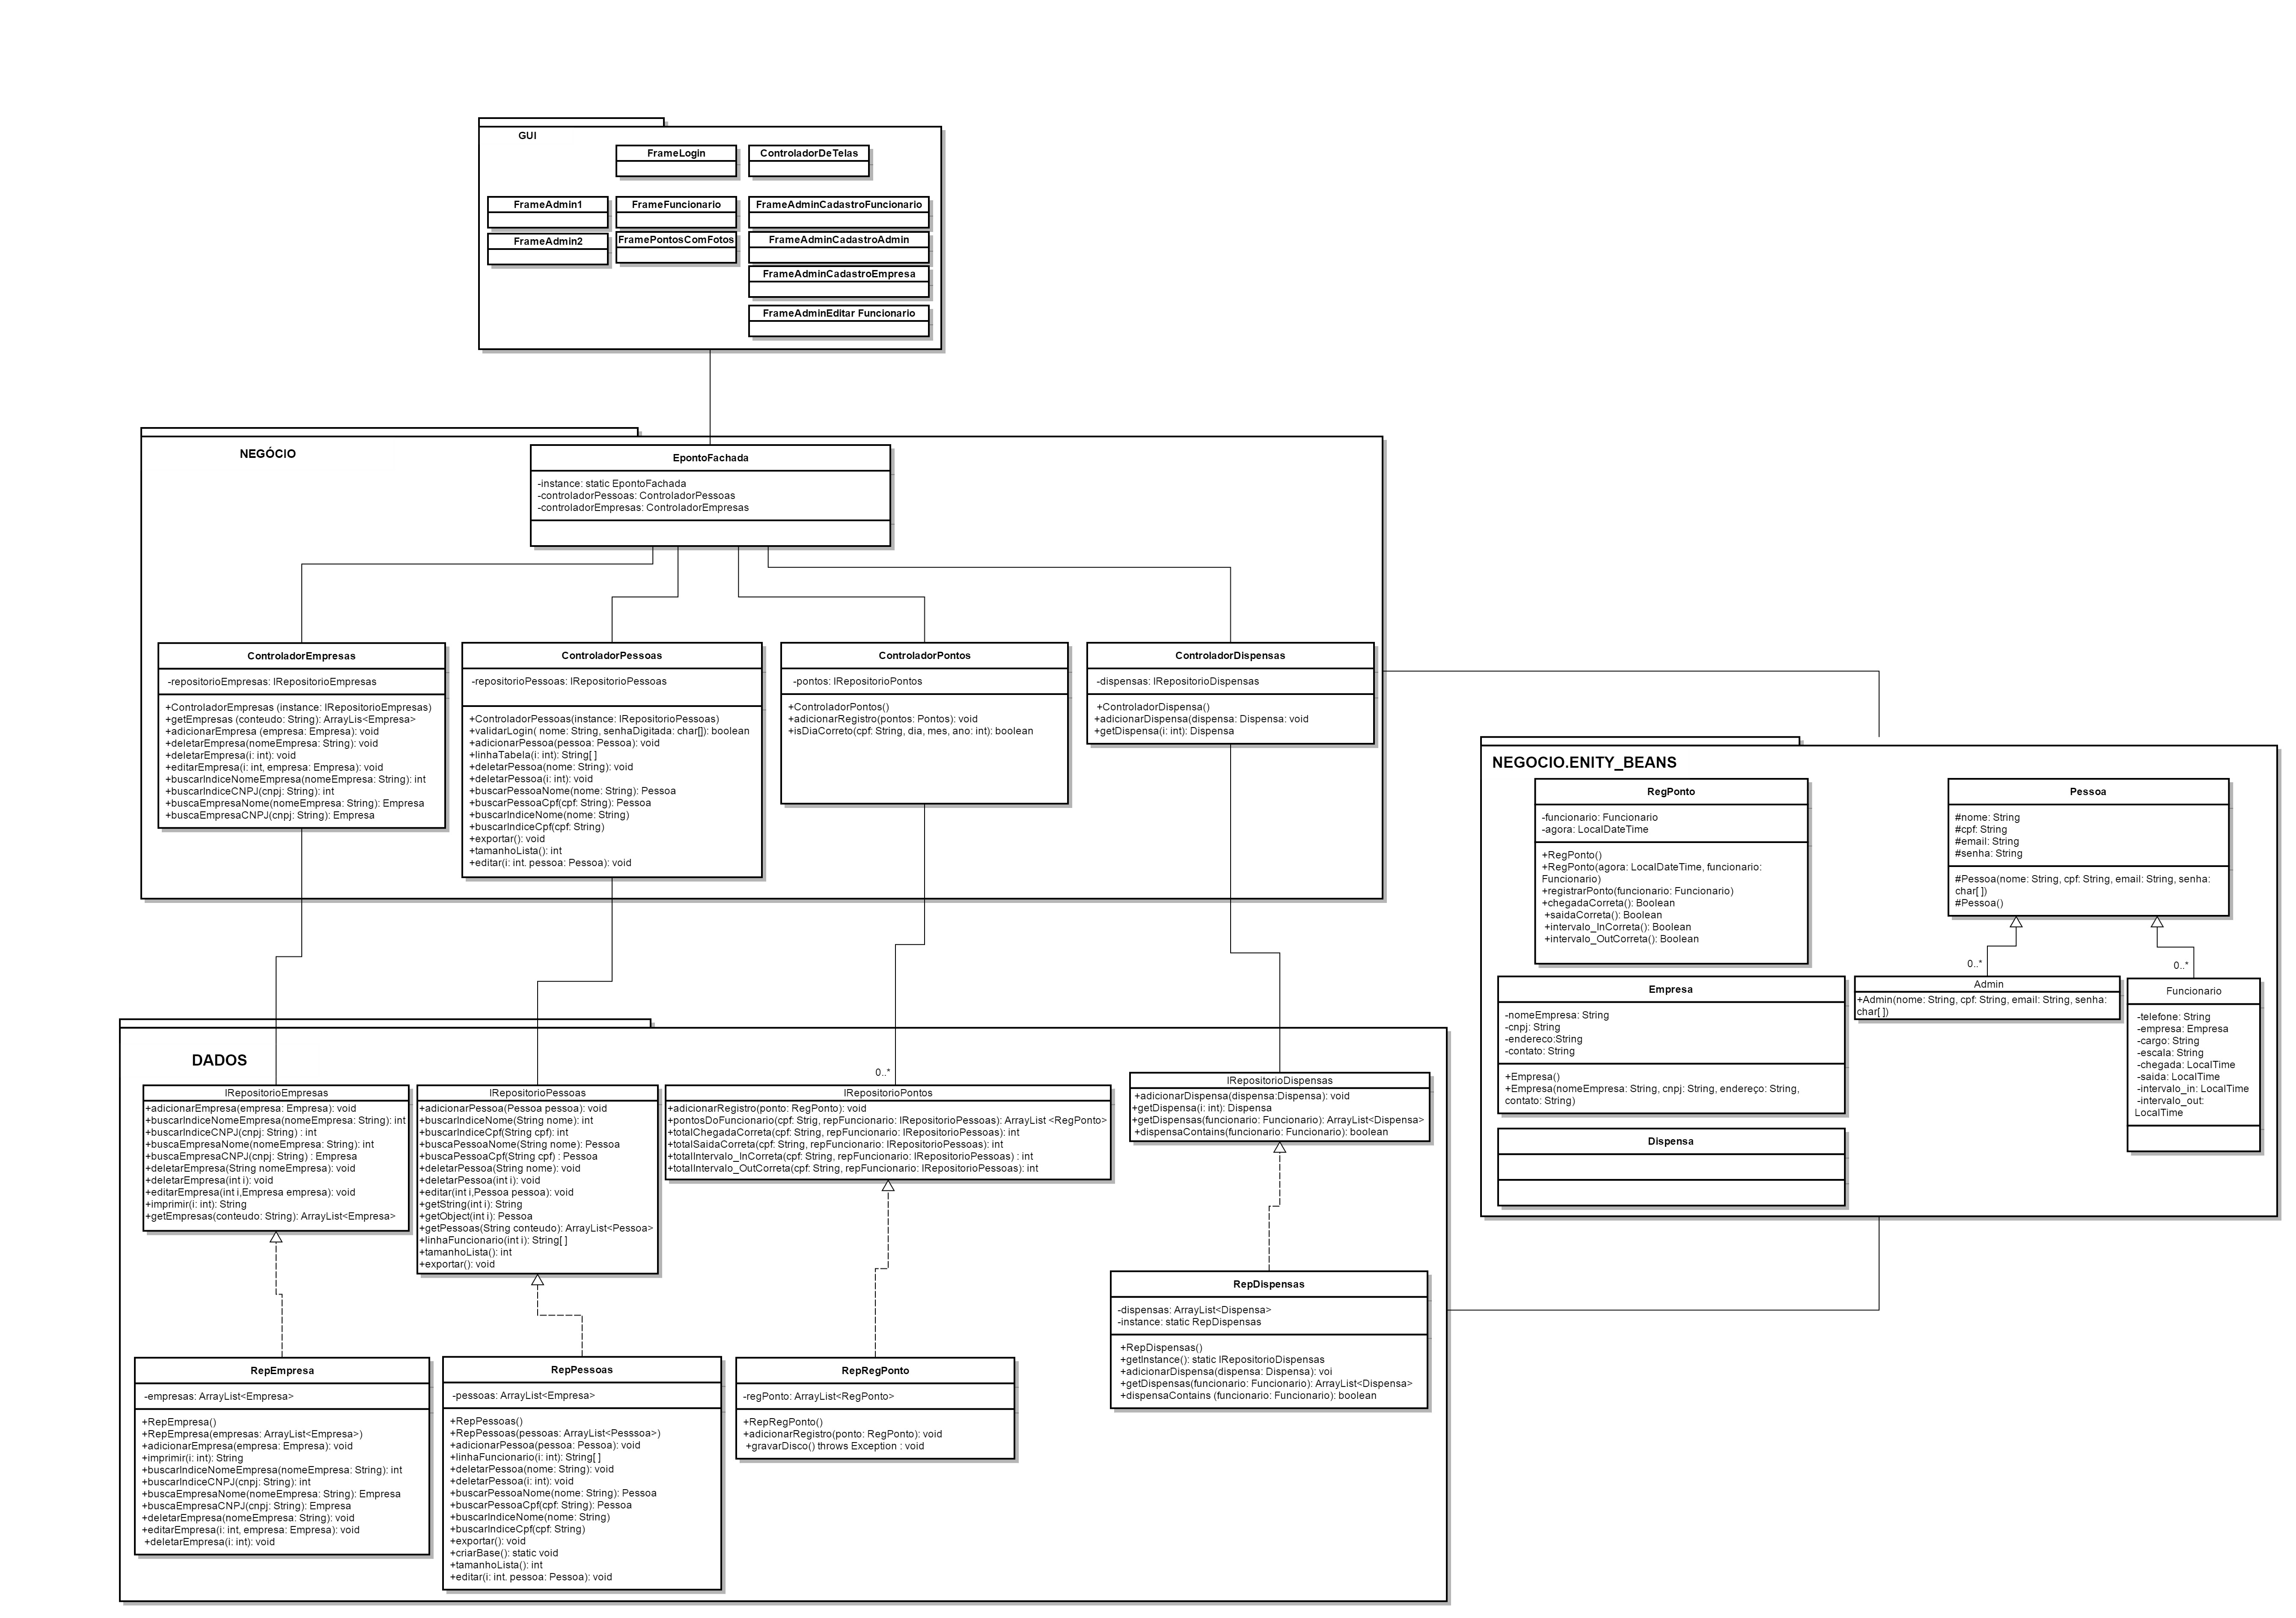 GUI
FrameLogin
ControladorDeTelas
FrameAdmin1
FrameFuncionario
FrameAdminCadastroFuncionario
FrameAdmin2
FramePontosComFotos
FrameAdminCadastroAdmin
FrameAdminCadastroEmpresa
FrameAdminEditar Funcionario
NEGÓCIO
EpontoFachada
-instance: static EpontoFachada
-controladorPessoas: ControladorPessoas
-controladorEmpresas: ControladorEmpresas
ControladorEmpresas
-repositorioEmpresas: IRepositorioEmpresas
+ControladorEmpresas (instance: IRepositorioEmpresas)
+getEmpresas (conteudo: String): ArrayLis<Empresa>
+adicionarEmpresa (empresa: Empresa): void
+deletarEmpresa(nomeEmpresa: String): void
+deletarEmpresa(i: int): void
+editarEmpresa(i: int, empresa: Empresa): void
+buscarIndiceNomeEmpresa(nomeEmpresa: String): int
+buscarIndiceCNPJ(cnpj: String): int
+buscaEmpresaNome(nomeEmpresa: String): Empresa
+buscaEmpresaCNPJ(cnpj: String): Empresa
ControladorPessoas
-repositorioPessoas: IRepositorioPessoas
+ControladorPessoas(instance: IRepositorioPessoas)
+validarLogin( nome: String, senhaDigitada: char[]): boolean
+adicionarPessoa(pessoa: Pessoa): void
+linhaTabela(i: int): String[ ]
+deletarPessoa(nome: String): void
+deletarPessoa(i: int): void
+buscarPessoaNome(nome: String): Pessoa
+buscarPessoaCpf(cpf: String): Pessoa
+buscarIndiceNome(nome: String)
+buscarIndiceCpf(cpf: String)
+exportar(): void
+tamanhoLista(): int
+editar(i: int. pessoa: Pessoa): void
ControladorPontos
-pontos: IRepositorioPontos
+ControladorPontos()
+adicionarRegistro(pontos: Pontos): void
+isDiaCorreto(cpf: String, dia, mes, ano: int): boolean
ControladorDispensas
-dispensas: IRepositorioDispensas
+ControladorDispensa()
+adicionarDispensa(dispensa: Dispensa: void
+getDispensa(i: int): Dispensa
NEGOCIO.ENITY_BEANS
RegPonto
-funcionario: Funcionario
-agora: LocalDateTime
+RegPonto()
+RegPonto(agora: LocalDateTime, funcionario:
Funcionario)
+registrarPonto(funcionario: Funcionario)
+chegadaCorreta(): Boolean
+saidaCorreta(): Boolean
+intervalo_InCorreta(): Boolean
+intervalo_OutCorreta(): Boolean
Pessoa
#nome: String
#cpf: String
#email: String
#senha: String
#Pessoa(nome: String, cpf: String, email: String, senha:
char[ ])
#Pessoa()
0..*
0..*
Empresa
-nomeEmpresa: String
-cnpj: String
-endereco:String
-contato: String
+Empresa()
+Empresa(nomeEmpresa: String, cnpj: String, endereço: String,
contato: String)
Admin
+Admin(nome: String, cpf: String, email: String, senha:
char[ ])
Funcionario
-telefone: String
-empresa: Empresa
-cargo: String
-escala: String
-chegada: LocalTime
-saida: LocalTime
-intervalo_in: LocalTime
-intervalo_out:
LocalTime
Dispensa
DADOS
0..*
IRepositorioEmpresas
+adicionarEmpresa(empresa: Empresa): void
+buscarIndiceNomeEmpresa(nomeEmpresa: String): int
+buscarIndiceCNPJ(cnpj: String) : int
+buscaEmpresaNome(nomeEmpresa: String): int
+buscaEmpresaCNPJ(cnpj: String) : Empresa
+deletarEmpresa(String nomeEmpresa): void
+deletarEmpresa(int i): void
+editarEmpresa(int i,Empresa empresa): void
+imprimir(i: int): String
+getEmpresas(conteudo: String): ArrayList<Empresa>
IRepositorioPessoas
+adicionarPessoa(Pessoa pessoa): void
+buscarIndiceNome(String nome): int
+buscarIndiceCpf(String cpf): int
+buscaPessoaNome(String nome): Pessoa
+buscaPessoaCpf(String cpf) : Pessoa
+deletarPessoa(String nome): void
+deletarPessoa(int i): void
+editar(int i,Pessoa pessoa): void
+getString(int i): String
+getObject(int i): Pessoa
+getPessoas(String conteudo): ArrayList<Pessoa>
+linhaFuncionario(int i): String[ ]
+tamanhoLista(): int
+exportar(): void
IRepositorioPontos
+adicionarRegistro(ponto: RegPonto): void
+pontosDoFuncionario(cpf: Strig, repFuncionario: IRepositorioPessoas): ArrayList <RegPonto>
+totalChegadaCorreta(cpf: String, repFuncionario: IRepositorioPessoas): int
+totalSaidaCorreta(cpf: String, repFuncionario: IRepositorioPessoas): int
+totalIntervalo_InCorreta(cpf: String, repFuncionario: IRepositorioPessoas) : int
+totalIntervalo_OutCorreta(cpf: String, repFuncionario: IRepositorioPessoas): int
IRepositorioDispensas
+adicionarDispensa(dispensa:Dispensa): void
+getDispensa(i: int): Dispensa
+getDispensas(funcionario: Funcionario): ArrayList<Dispensa>
+dispensaContains(funcionario: Funcionario): boolean
RepEmpresa
-empresas: ArrayList<Empresa>
+RepEmpresa()
+RepEmpresa(empresas: ArrayList<Empresa>)
+adicionarEmpresa(empresa: Empresa): void
+imprimir(i: int): String
+buscarIndiceNomeEmpresa(nomeEmpresa: String): int
+buscarIndiceCNPJ(cnpj: String): int
+buscaEmpresaNome(nomeEmpresa: String): Empresa
+buscaEmpresaCNPJ(cnpj: String): Empresa
+deletarEmpresa(nomeEmpresa: String): void
+editarEmpresa(i: int, empresa: Empresa): void
+deletarEmpresa(i: int): void
RepPessoas
-pessoas: ArrayList<Empresa>
+RepPessoas()
+RepPessoas(pessoas: ArrayList<Pesssoa>)
+adicionarPessoa(pessoa: Pessoa): void
+linhaFuncionario(i: int): String[ ]
+deletarPessoa(nome: String): void
+deletarPessoa(i: int): void
+buscarPessoaNome(nome: String): Pessoa
+buscarPessoaCpf(cpf: String): Pessoa
+buscarIndiceNome(nome: String)
+buscarIndiceCpf(cpf: String)
+exportar(): void
+criarBase(): static void
+tamanhoLista(): int
+editar(i: int. pessoa: Pessoa): void
RepRegPonto
-regPonto: ArrayList<RegPonto>
+RepRegPonto()
+adicionarRegistro(ponto: RegPonto): void
+gravarDisco() throws Exception : void
RepDispensas
-dispensas: ArrayList<Dispensa>
-instance: static RepDispensas
+RepDispensas()
+getInstance(): static IRepositorioDispensas
+adicionarDispensa(dispensa: Dispensa): voi
+getDispensas(funcionario: Funcionario): ArrayList<Dispensa>
+dispensaContains (funcionario: Funcionario): boolean